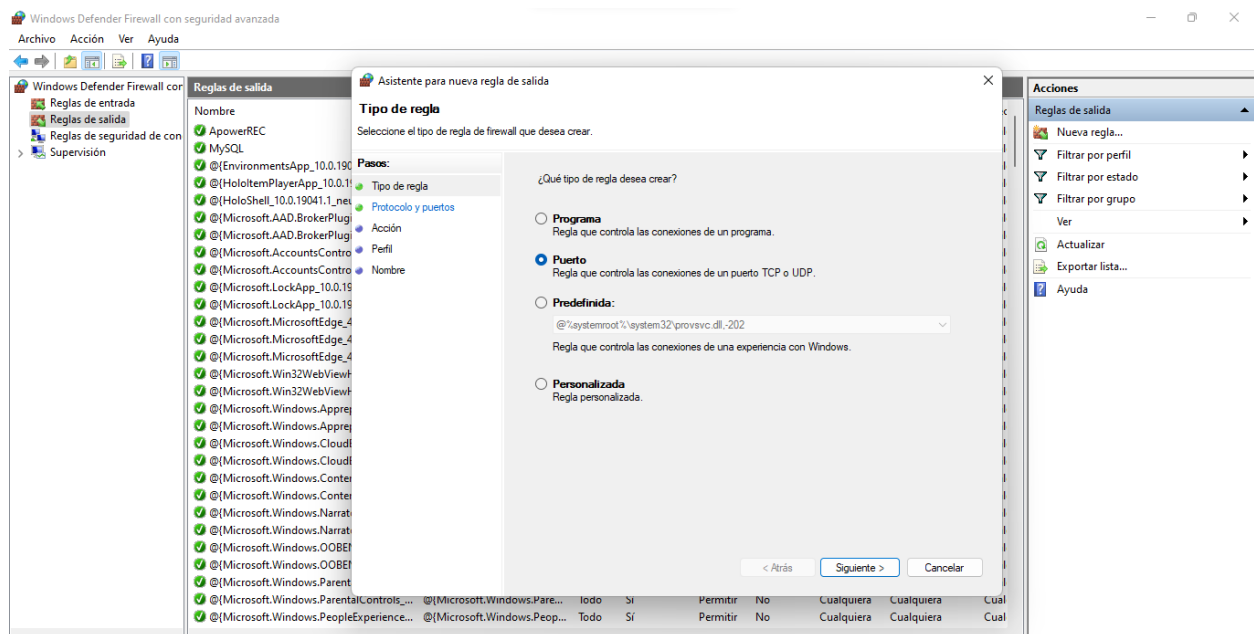 Windows Defender Firewall con seguridad avanzada
Archivo Acción Ver Ayuda
Windows Defender Firewall con
Reglas de entrada
Reglas de salida
Reglas de seguridad de con
Supervisión
Reglas de salida
Nombre
ApowerREC
MySQL
@{EnvironmentsApp_10.0.190
@{HoloItemPlayerApp_10.0.1
@{HoloShell_10.0.19041.1_neu
@{Microsoft.AAD.BrokerPlugi
@{Microsoft.AAD.BrokerPlugi
@{Microsoft.AccountsContro
@{Microsoft.AccountsContro
@{Microsoft.LockApp_10.0.19
@{Microsoft.LockApp_10.0.19
@{Microsoft.MicrosoftEdge_4
@{Microsoft.MicrosoftEdge_4
@{Microsoft.MicrosoftEdge_4
@{Microsoft.Win32WebViewH
@{Microsoft.Win32WebViewH
@{Microsoft.Windows.Apprep
@{Microsoft.Windows.Apprep
@{Microsoft.Windows.CloudE
@{Microsoft.Windows.CloudE
@{Microsoft.Windows.Conter
@{Microsoft.Windows.Conter
@{Microsoft.Windows.Narrat
@{Microsoft.Windows.Narrat
@{Microsoft.Windows.OOBEN
@{Microsoft.Windows.OOBEN
@{Microsoft.Windows.Parent
@{Microsoft.Windows.ParentalControls_... @{Microsoft.Windows.Pare... Todo Sí Permitir No Cualquiera Cualquiera Cual
@{Microsoft.Windows.PeopleExperience... @{Microsoft.Windows.Peop... Todo Sí Permitir No Cualquiera Cualquiera Cual
Asistente para nueva regla de salida
Tipo de regla
Seleccione el tipo de regla de firewall que desea crear.
Pasos:
Tipo de regla
Protocolo y puertos
Acción
Perfil
Nombre
¿Qué tipo de regla desea crear?
Programa
Regla que controla las conexiones de un programa.
Puerto
Regla que controla las conexiones de un puerto TCP o UDP.
Predefinida:
@%systemroot%\system32\provsvc.dll,-202
Regla que controla las conexiones de una experiencia con Windows.
Personalizada
Regla personalizada.
< Atrás
Siguiente >
Cancelar
Acciones
Reglas de salida
Nueva regla...
Filtrar por perfil
Filtrar por estado
Filtrar por grupo
Ver
Actualizar
Exportar lista...
Ayuda